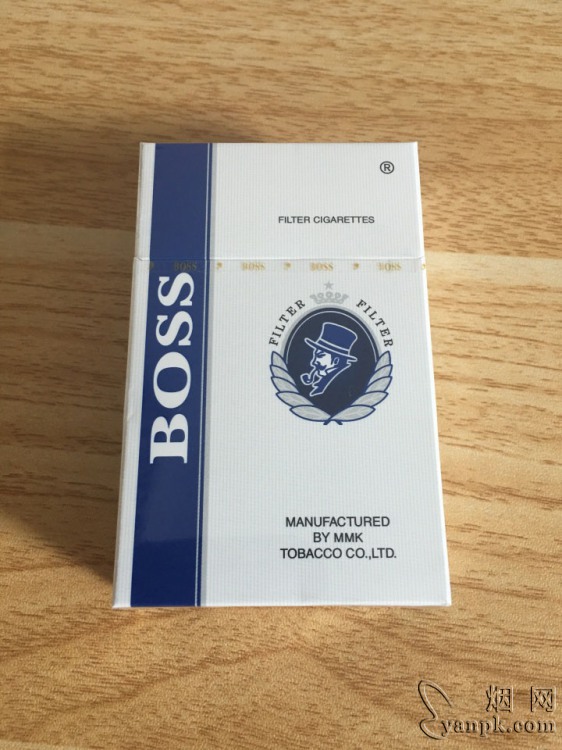 ®
FILTER CIGARETTES
BOSS BOSS BOSS BOSS
FILTER FILTER
BOSS
MANUFACTURED
BY MMK
TOBACCO CO.,LTD.
烟网
yanpk.com